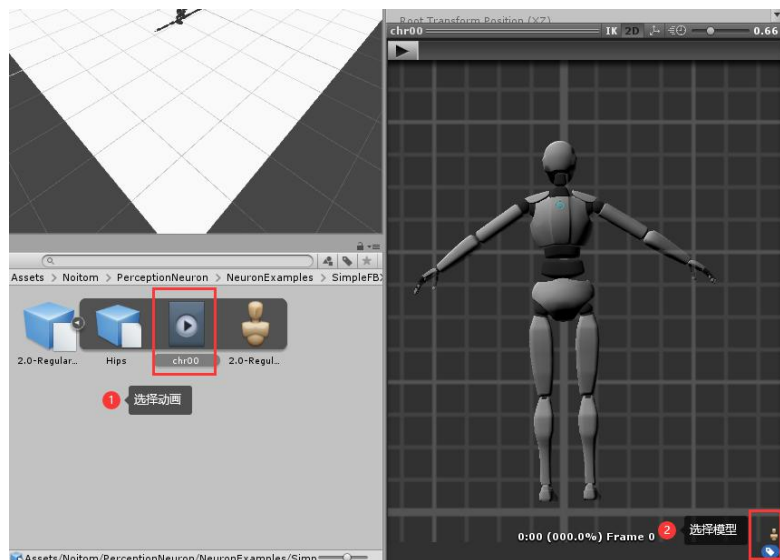 Root Transform Position (XZ)
chr00
IK 2D
0.66
Assets > Noitom > PerceptionNeuron > NeuronExamples > SimpleFBX
2.0-Regular…
Hips
chr00
2.0-Regul…
1 选择动画
0:00 (000.0%) Frame 0
2 选择模型
Assets/Noitom/PerceptionNeuron/NeuronExamples/Simp